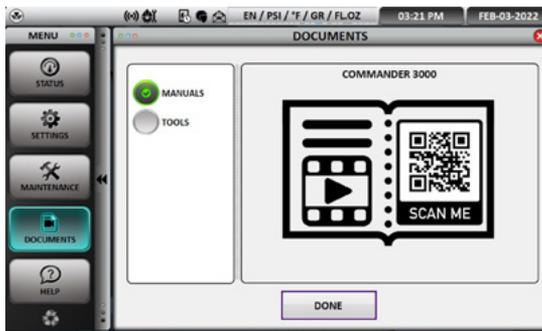 EN / PSI / °F / GR / FL.OZ
03:21 PM
FEB-03-2022
MENU
DOCUMENTS
STATUS
SETTINGS
MAINTENANCE
DOCUMENTS
HELP
MANUALS
TOOLS
COMMANDER 3000
SCAN ME
DONE